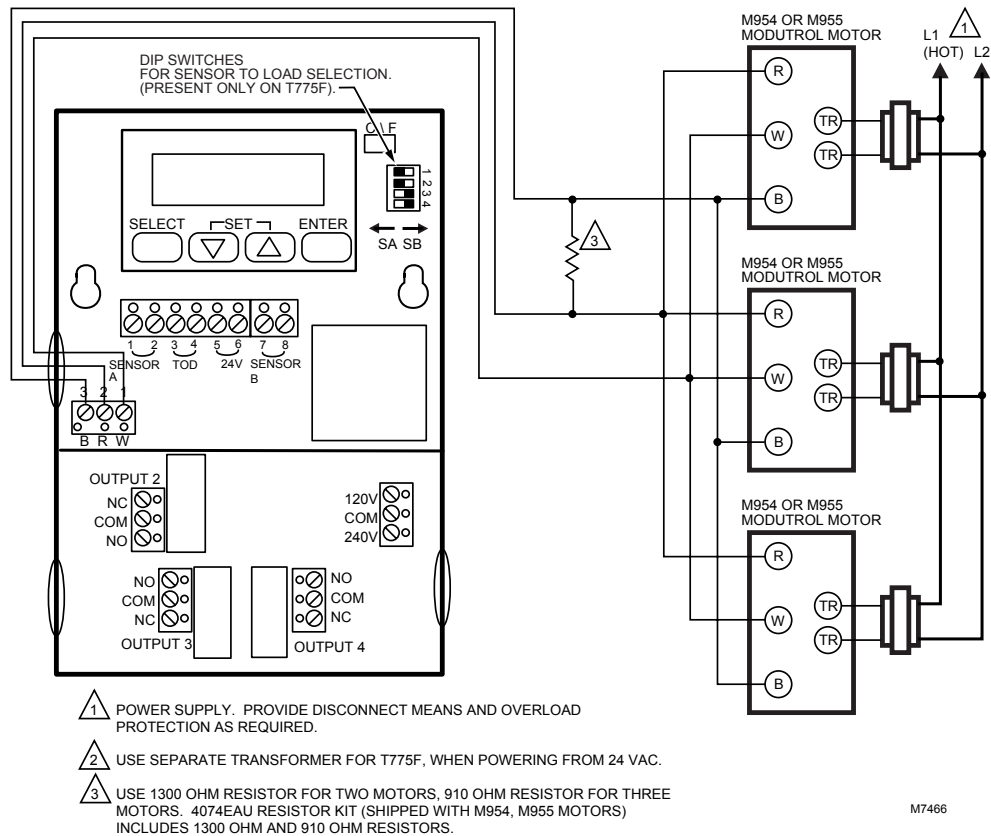 M954 OR M955
MODUTROL MOTOR
L1
(HOT)
1
L2
DIP SWITCHES
FOR SENSOR TO LOAD SELECTION.
(PRESENT ONLY ON T775F).
C \ F
1
2
3
4
SA SB
SELECT
SET
ENTER
R
W
B
TR
TR
3
M954 OR M955
MODUTROL MOTOR
R
W
B
TR
TR
1 2 3 4 5 6 7 8
SENSOR A
TOD
24V
SENSOR B
3 2 1
B R W
OUTPUT 2
NC
COM
NO
120V
COM
240V
NO
COM
NC
OUTPUT 3
NO
COM
NC
OUTPUT 4
M954 OR M955
MODUTROL MOTOR
R
W
B
TR
TR
1 POWER SUPPLY. PROVIDE DISCONNECT MEANS AND OVERLOAD
PROTECTION AS REQUIRED.
2 USE SEPARATE TRANSFORMER FOR T775F, WHEN POWERING FROM 24 VAC.
3 USE 1300 OHM RESISTOR FOR TWO MOTORS, 910 OHM RESISTOR FOR THREE
MOTORS. 4074EAU RESISTOR KIT (SHIPPED WITH M954, M955 MOTORS)
INCLUDES 1300 OHM AND 910 OHM RESISTORS.
M7466